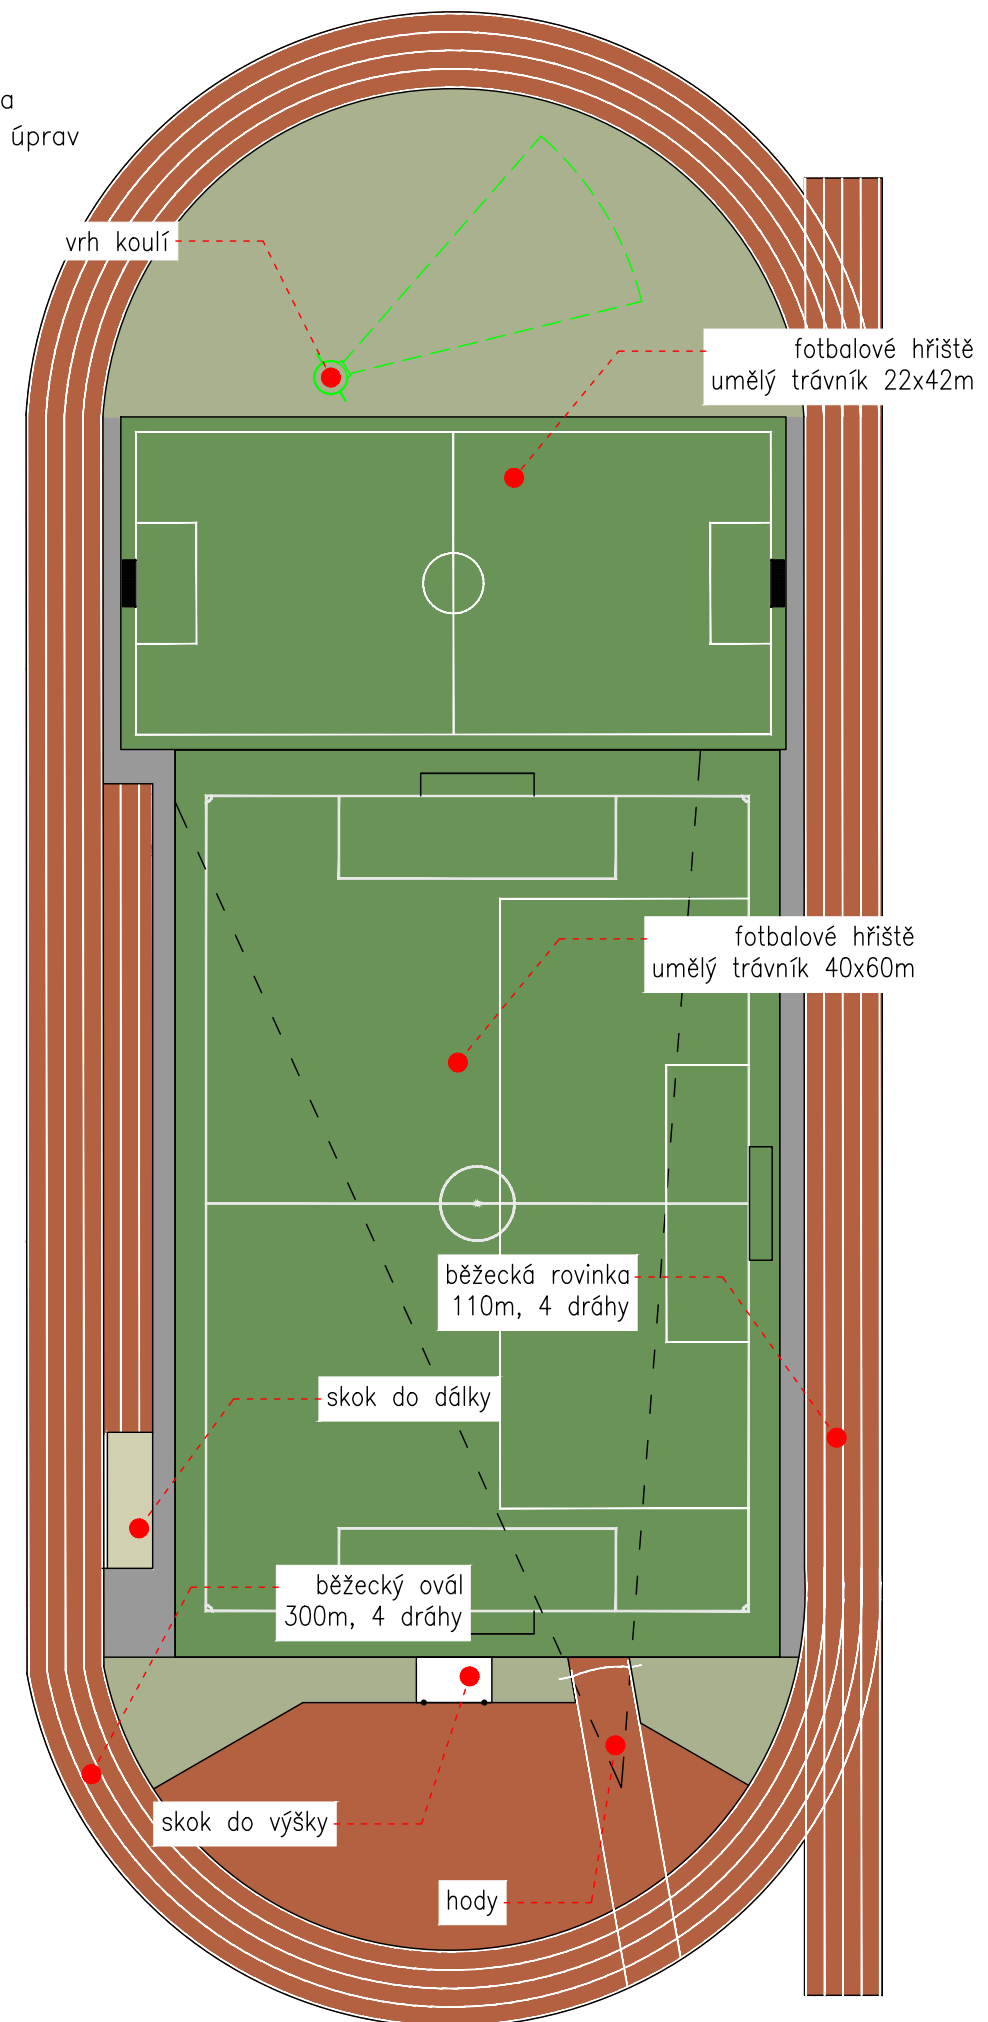 a
úprav
vrh koulí
fotbalové hřiště
umělý trávník 22x42m
fotbalové hřiště
umělý trávník 40x60m
běžecká rovinka
110m, 4 dráhy
skok do dálky
běžecký ovál
300m, 4 dráhy
skok do výšky
hody